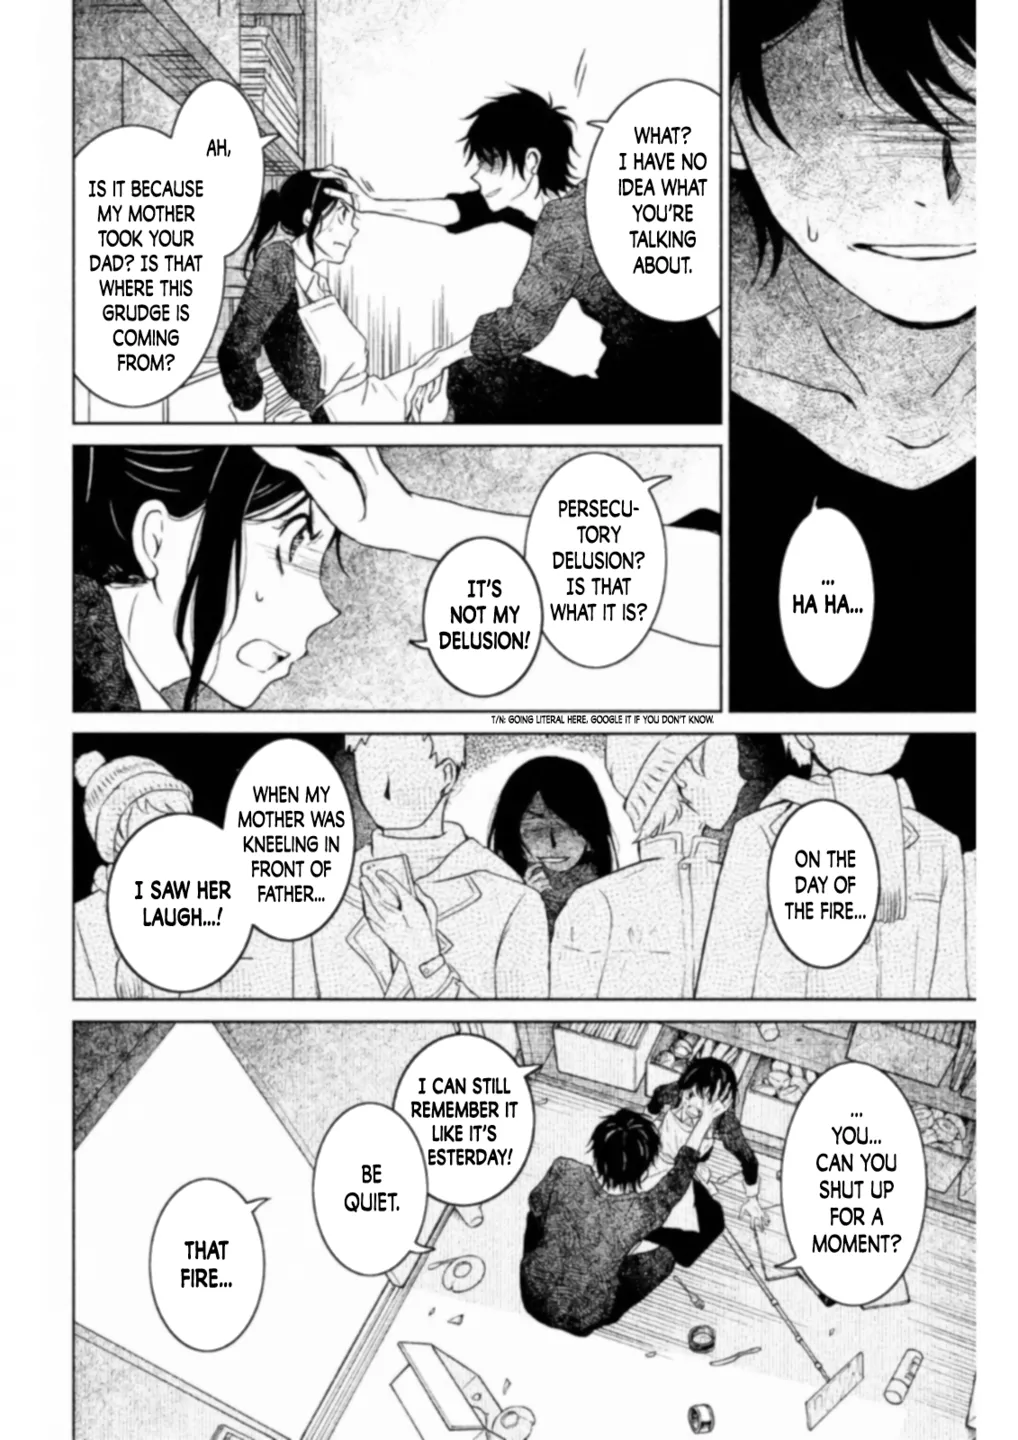 ...
HA HA...
WHAT?
I HAVE NO
IDEA WHAT
YOU'RE
TALKING
ABOUT.
AH,
IS IT BECAUSE
MY MOTHER
TOOK YOUR
DAD? IS THAT
WHERE THIS
GRUDGE IS
COMING
FROM?
PERSECU-
TORY
DELUSION?
IS THAT
WHAT IT IS?
IT'S
NOT MY
DELUSION!
T/N: GOING LITERAL HERE, GOOGLE IT IF YOU DON'T KNOW.
ON THE
DAY OF
THE FIRE...
WHEN MY
MOTHER WAS
KNEELING IN
FRONT OF
FATHER...
I SAW HER
LAUGH...!
...
YOU...
CAN YOU
SHUT UP
FOR A
MOMENT?
I CAN STILL
REMEMBER IT
LIKE IT'S
ESTERDAY!
BE
QUIET.
THAT
FIRE...